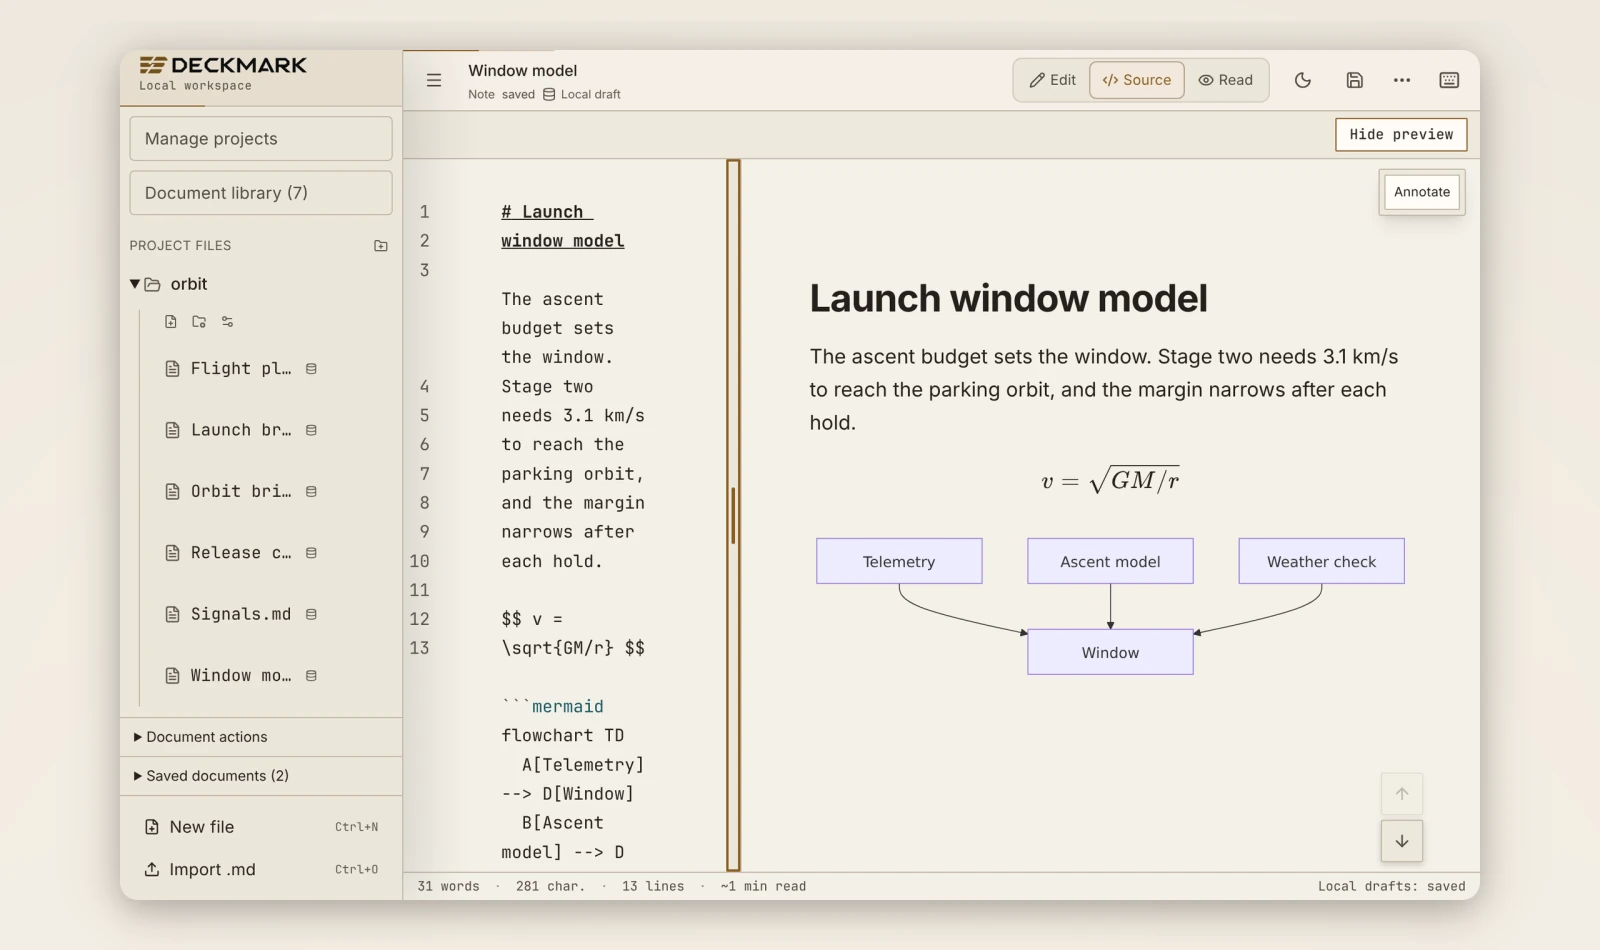 DECKMARK
Local workspace
Manage projects
Document library (7)
PROJECT FILES
orbit
Flight pl…
Launch br…
Orbit bri…
Release c…
Signals.md
Window mo…
Document actions
Saved documents (2)
New file Ctrl+N
Import .md Ctrl+O
Window model
Note saved Local draft
Edit Source Read
Hide preview
1
2
3
4
5
6
7
8
9
10
11
12
13
# Launch
window model
The ascent
budget sets
the window.
Stage two
needs 3.1 km/s
to reach the
parking orbit,
and the margin
narrows after
each hold.
$$ v =
\sqrt{GM/r} $$
```mermaid
flowchart TD
A[Telemetry]
--> D[Window]
B[Ascent
model] --> D
Annotate
Launch window model
The ascent budget sets the window. Stage two needs 3.1 km/s
to reach the parking orbit, and the margin narrows after each
hold.
v = √GM/r
Telemetry Ascent model Weather check
Window
31 words · 281 char. · 13 lines · ~1 min read
Local drafts: saved